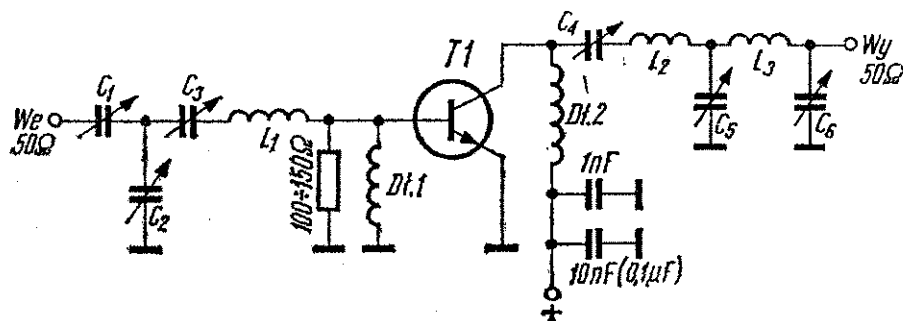 We
50Ω
C1
C2
C3
L1
100÷150Ω
Dł.1
T1
C4
Dł.2
L2
L3
C5
C6
Wy
50Ω
1nF
10nF(0,1µF)
+